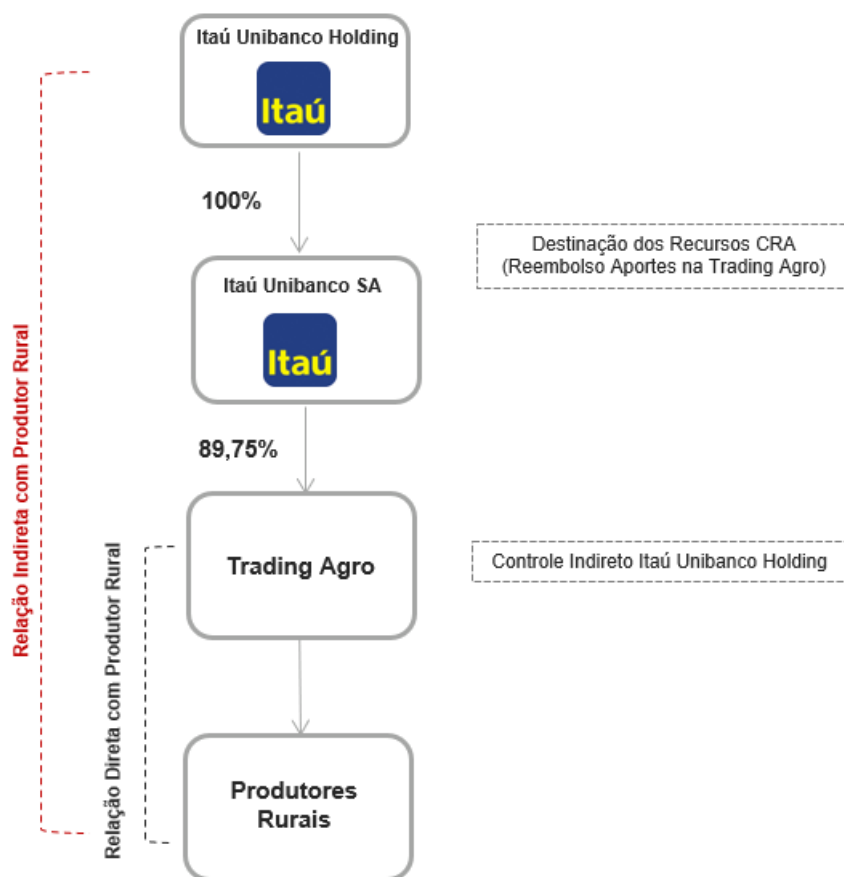 Itaú Unibanco Holding
Itaú
100%
Destinação dos Recursos CRA
(Reembolso Aportes na Trading Agro)
Itaú Unibanco SA
Itaú
89,75%
Relação Indireta com Produtor Rural
Trading Agro
Controle Indireto Itaú Unibanco Holding
Relação Direta com Produtor Rural
Produtores
Rurais